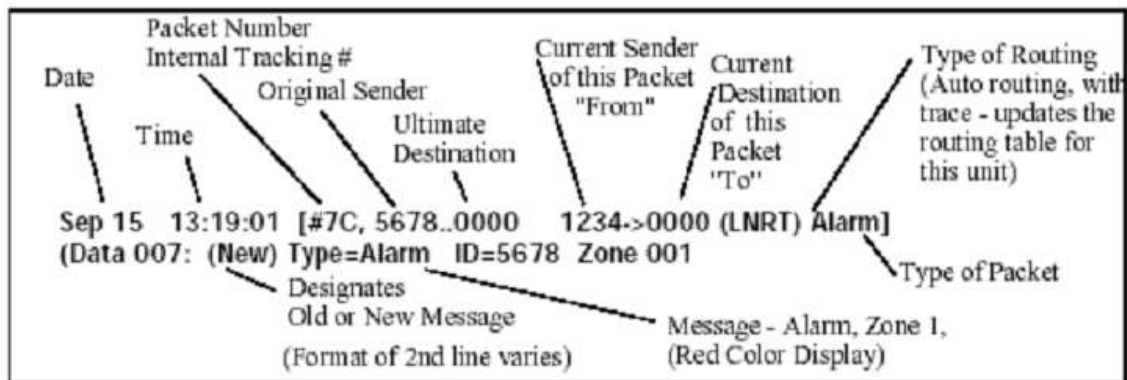 Packet Number
Internal Tracking #
Date
Original Sender
Current Sender
of this Packet
"From"
Current
Destination
of this
Packet
"To"
Type of Routing
(Auto routing, with
trace - updates the
routing table for
this unit)
Time
Ultimate
Destination
Sep 15 13:19:01 [#7C, 5678..0000 1234->0000 (LNRT) Alarm]
(Data 007: (New) Type=Alarm ID=5678 Zone 001
Type of Packet
Designates
Old or New Message
(Format of 2nd line varies)
Message - Alarm, Zone 1,
(Red Color Display)